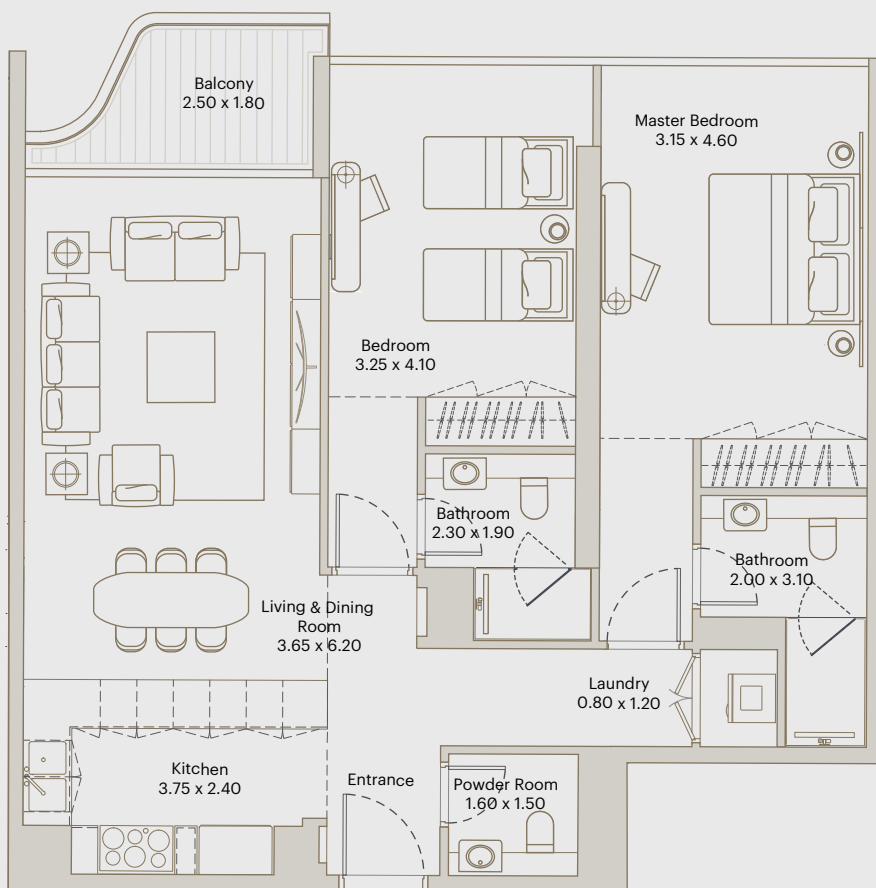 Balcony
2.50 x 1.80
Master Bedroom
3.15 x 4.60
Bedroom
3.25 x 4.10
Bathroom
2.30 x 1.90
Bathroom
2.00 x 3.10
Living & Dining
Room
3.65 x 6.20
Laundry
0.80 x 1.20
Kitchen
3.75 x 2.40
Entrance
Powder Room
1.60 x 1.50